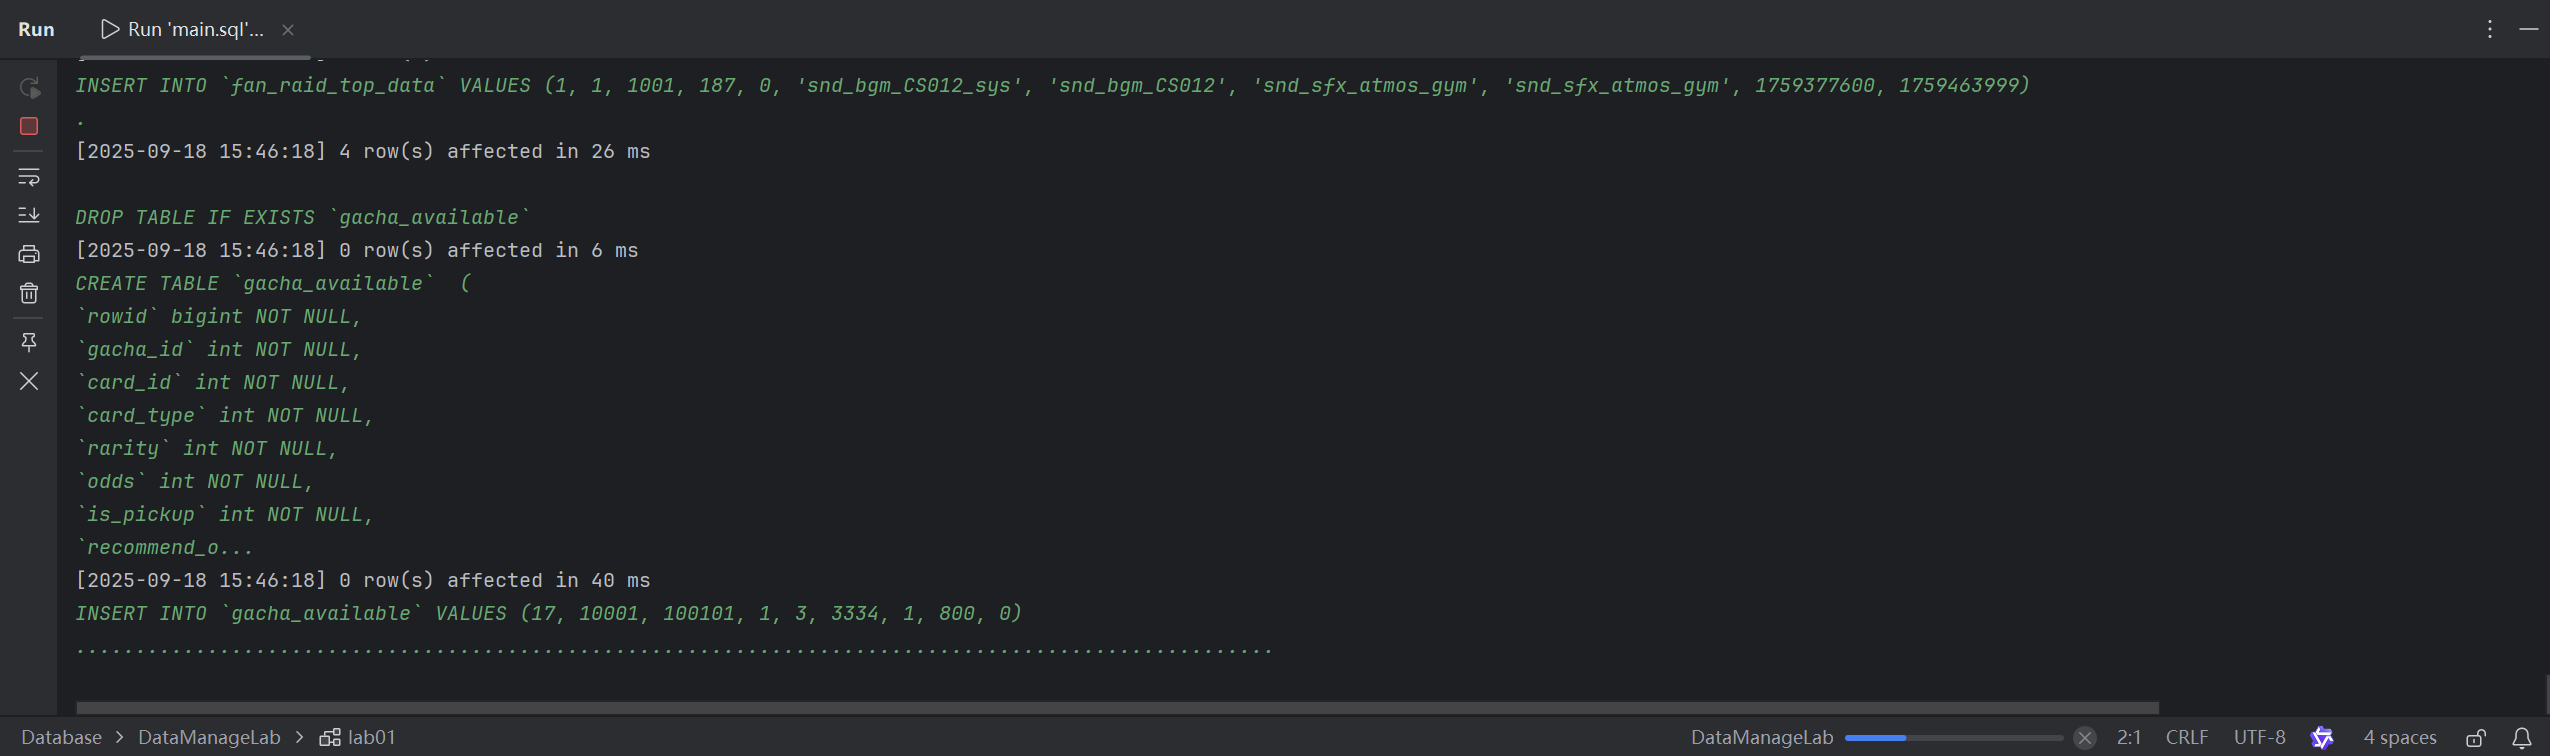 Run
Run 'main.sql'...
INSERT INTO `fan_raid_top_data` VALUES (1, 1, 1001, 187, 0, 'snd_bgm_CS012_sys', 'snd_bgm_CS012', 'snd_sfx_atmos_gym', 'snd_sfx_atmos_gym', 1759377600, 1759463999)
.
[2025-09-18 15:46:18] 4 row(s) affected in 26 ms
DROP TABLE IF EXISTS `gacha_available`
[2025-09-18 15:46:18] 0 row(s) affected in 6 ms
CREATE TABLE `gacha_available`  (
`rowid` bigint NOT NULL,
`gacha_id` int NOT NULL,
`card_id` int NOT NULL,
`card_type` int NOT NULL,
`rarity` int NOT NULL,
`odds` int NOT NULL,
`is_pickup` int NOT NULL,
`recommend_o...
[2025-09-18 15:46:18] 0 row(s) affected in 40 ms
INSERT INTO `gacha_available` VALUES (17, 10001, 100101, 1, 3, 3334, 1, 800, 0)
....................................................................................................
Database > DataManageLab > lab01
DataManageLab
2:1
CRLF
UTF-8
4 spaces